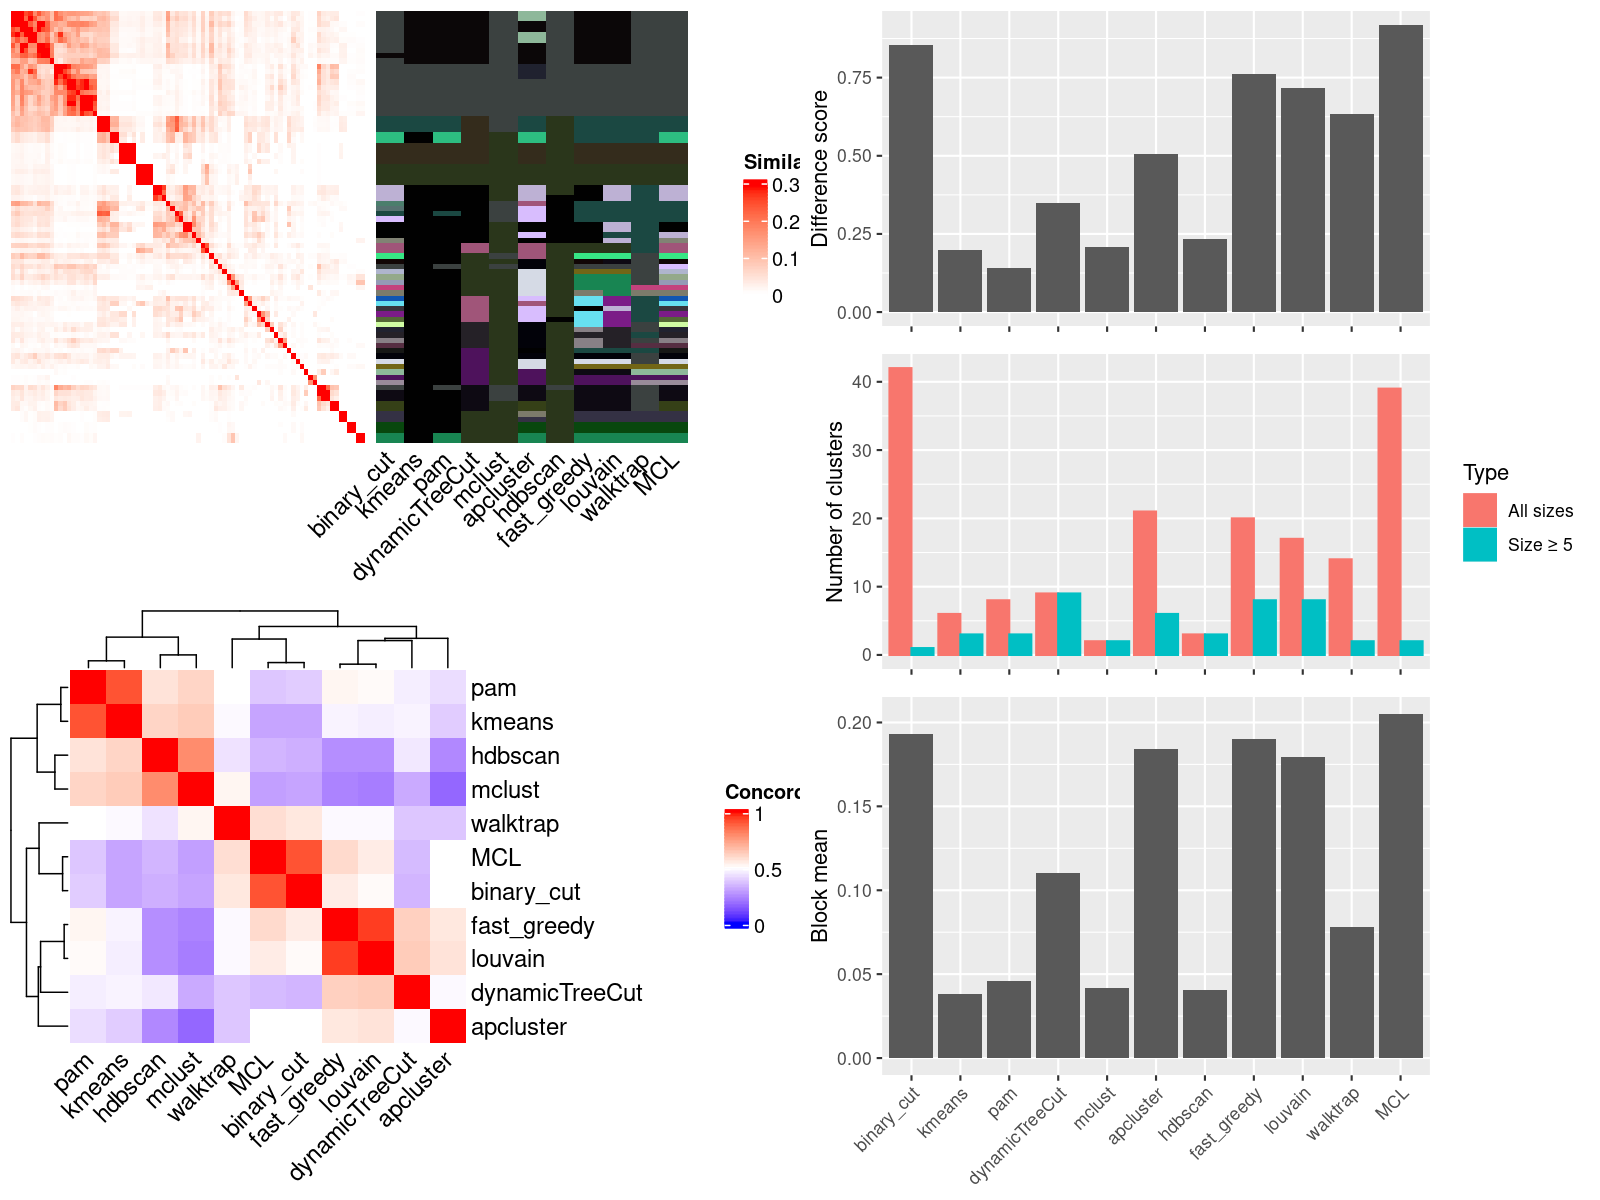 Simila
0.3
0.2
0.1
0
binary_cut
kmeans
pam
dynamicTreeCut
mclust
apcluster
hdbscan
fast_greedy
louvain
walktrap
MCL
pam
kmeans
hdbscan
mclust
walktrap
MCL
binary_cut
fast_greedy
louvain
dynamicTreeCut
apcluster
pam
kmeans
hdbscan
mclust
walktrap
MCL
binary_cut
fast_greedy
louvain
dynamicTreeCut
apcluster
Concord
1
0.5
0
Difference score
0.75
0.50
0.25
0.00
Number of clusters
40
30
20
10
0
Type
All sizes
Size ≥ 5
Block mean
0.20
0.15
0.10
0.05
0.00
binary_cut
kmeans
pam
dynamicTreeCut
mclust
apcluster
hdbscan
fast_greedy
louvain
walktrap
MCL